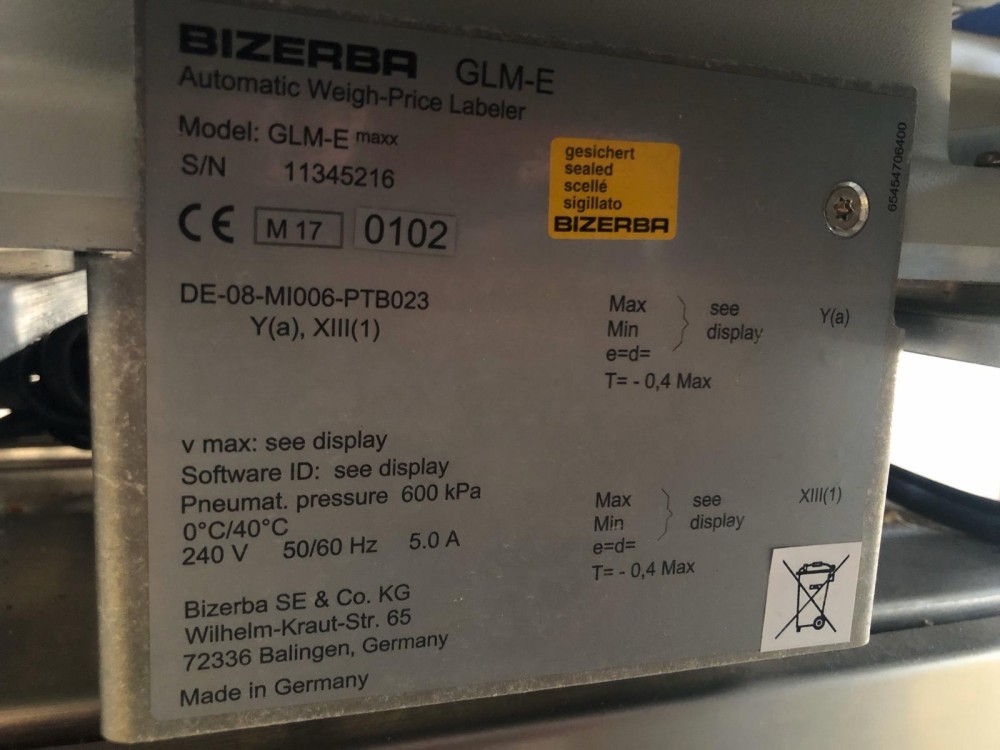 BIZERBA GLM-E
Automatic Weigh-Price Labeler
Model: GLM-E maxx
S/N 11345216
CE M 17 0102
gesichert
sealed
scellé
sigillato
BIZERBA
65454706400
DE-08-MI006-PTB023
Y(a), XIII(1)
Max see Y(a)
Min display
e=d=
T= - 0,4 Max
v max: see display
Software ID: see display
Pneumat. pressure 600 kPa
0°C/40°C
240 V 50/60 Hz 5.0 A
Max see XIII(1)
Min display
e=d=
T= - 0,4 Max
Bizerba SE & Co. KG
Wilhelm-Kraut-Str. 65
72336 Balingen, Germany
Made in Germany